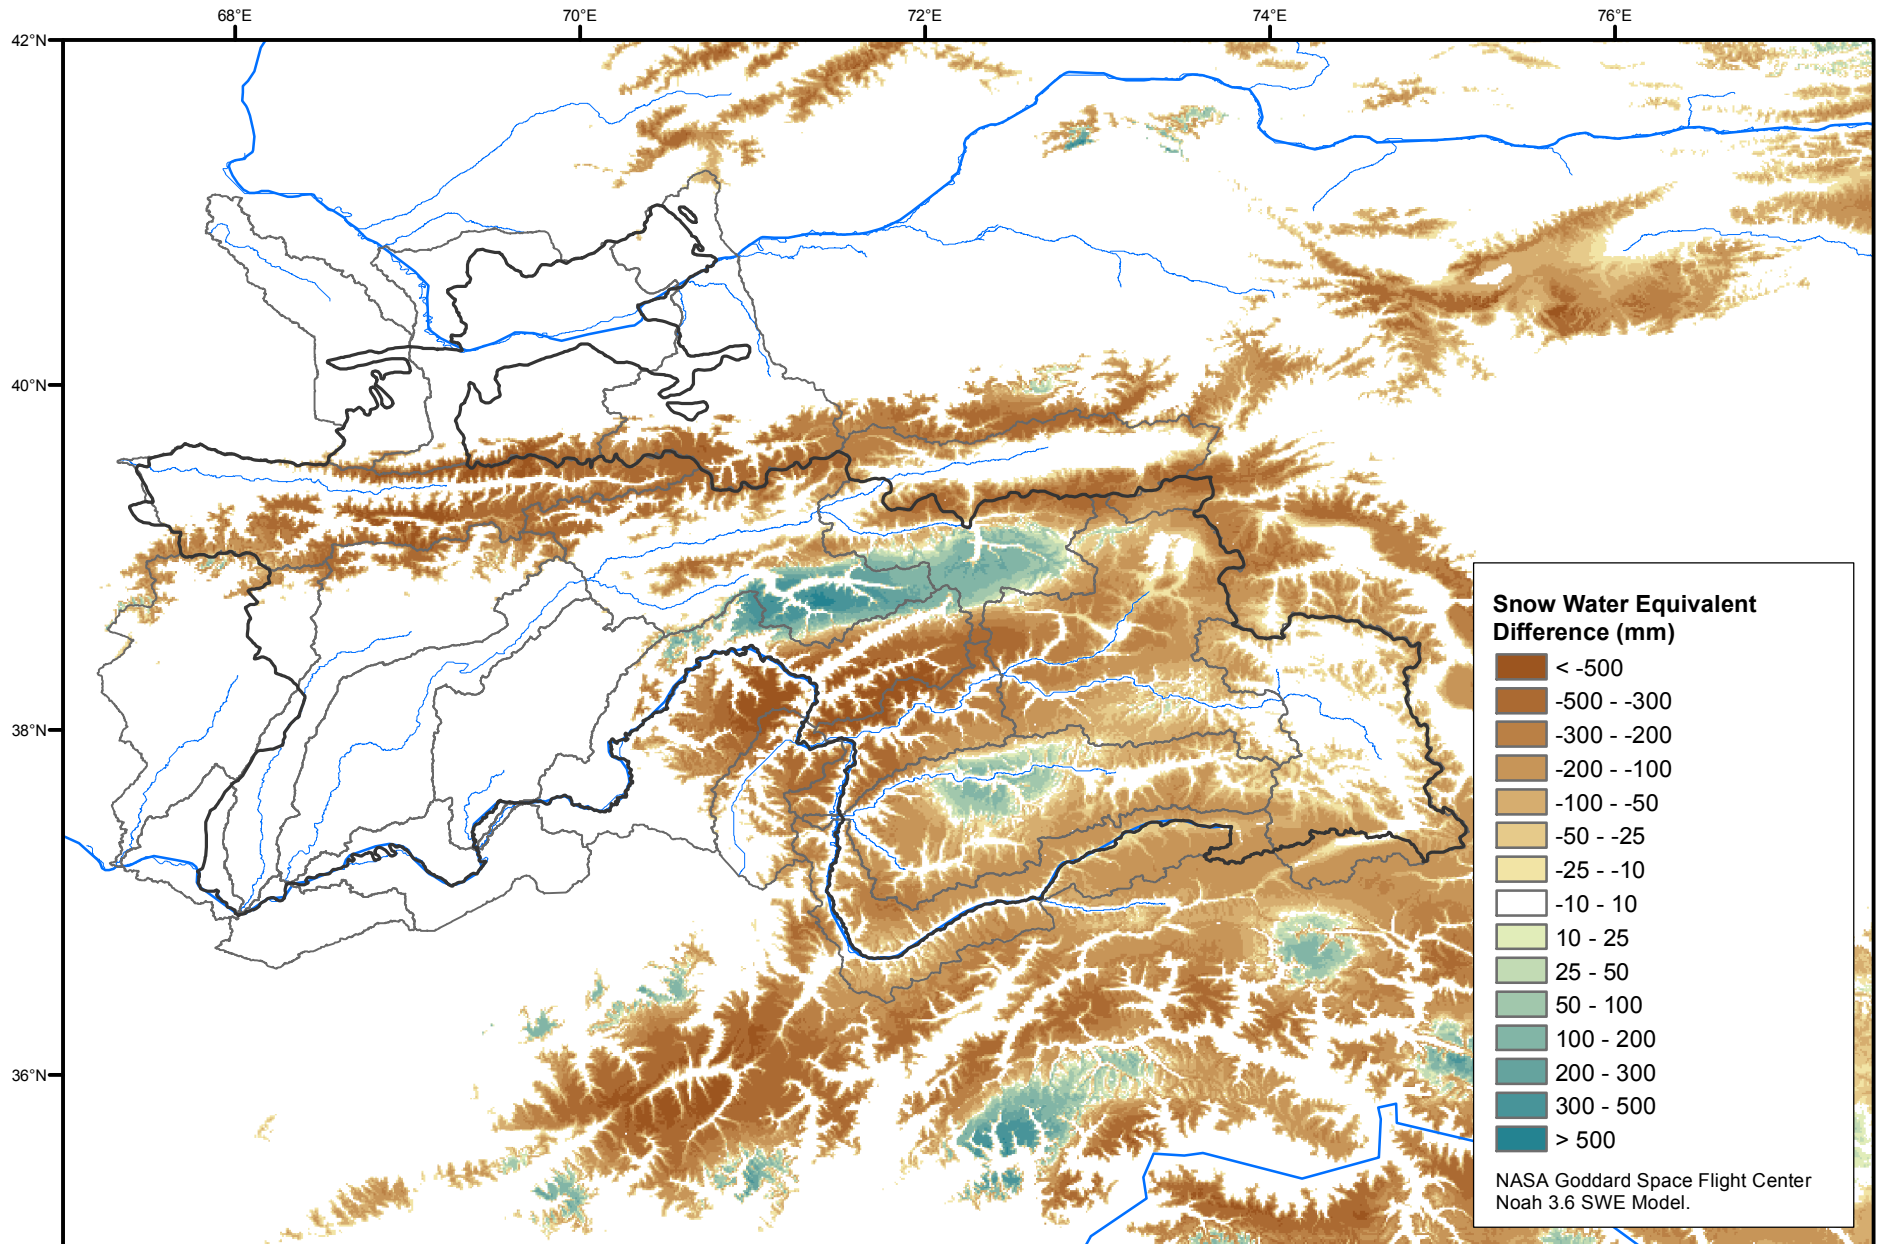 68°E
70°E
72°E
74°E
76°E
42°N
40°N
38°N
36°N
Snow Water Equivalent
Difference (mm)
< -500
-500 - -300
-300 - -200
-200 - -100
-100 - -50
-50 - -25
-25 - -10
-10 - 10
10 - 25
25 - 50
50 - 100
100 - 200
200 - 300
300 - 500
> 500
NASA Goddard Space Flight Center
Noah 3.6 SWE Model.